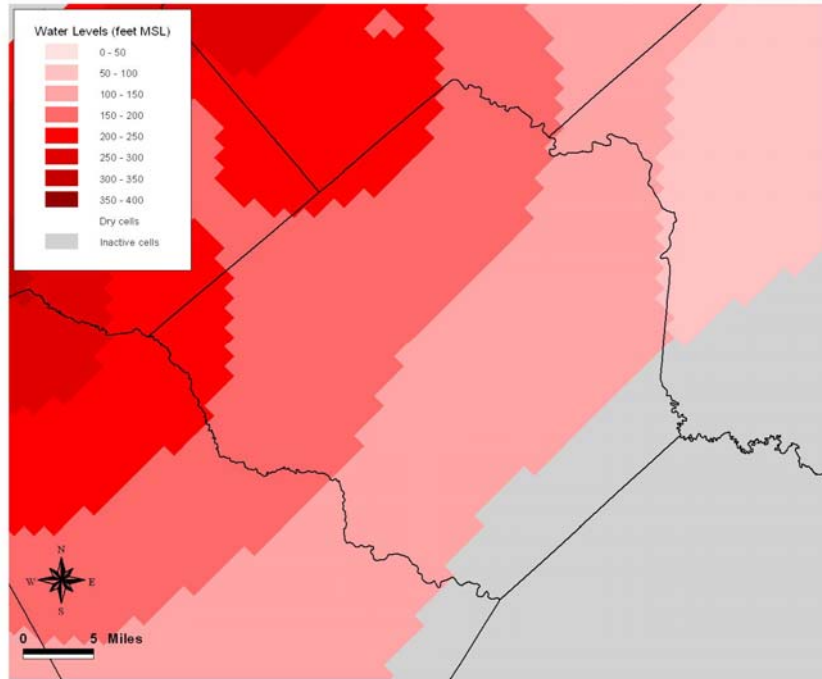 Water Levels (feet MSL)
0 - 50
50 - 100
100 - 150
150 - 200
200 - 250
250 - 300
300 - 350
350 - 400
Dry cells
Inactive cells
N
W E
S
0 5 Miles